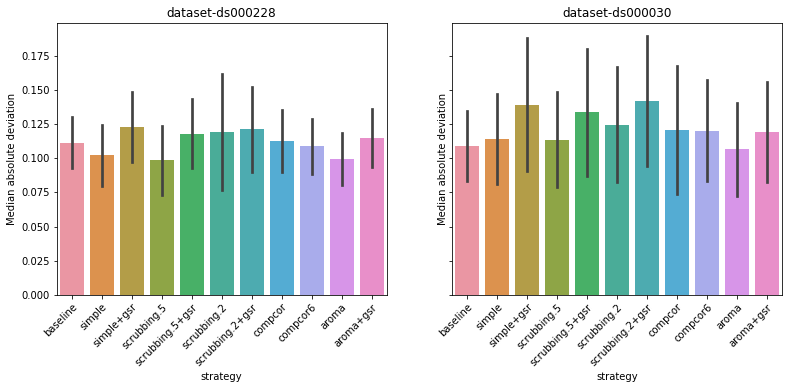 dataset-ds000228
dataset-ds000030
Median absolute deviation
0.175
0.150
0.125
0.100
0.075
0.050
0.025
0.000
baseline
simple
simple+gsr
scrubbing.5
scrubbing.5+gsr
scrubbing.2
scrubbing.2+gsr
compcor
compcor6
aroma
aroma+gsr
strategy
Median absolute deviation
baseline
simple
simple+gsr
scrubbing.5
scrubbing.5+gsr
scrubbing.2
scrubbing.2+gsr
compcor
compcor6
aroma
aroma+gsr
strategy